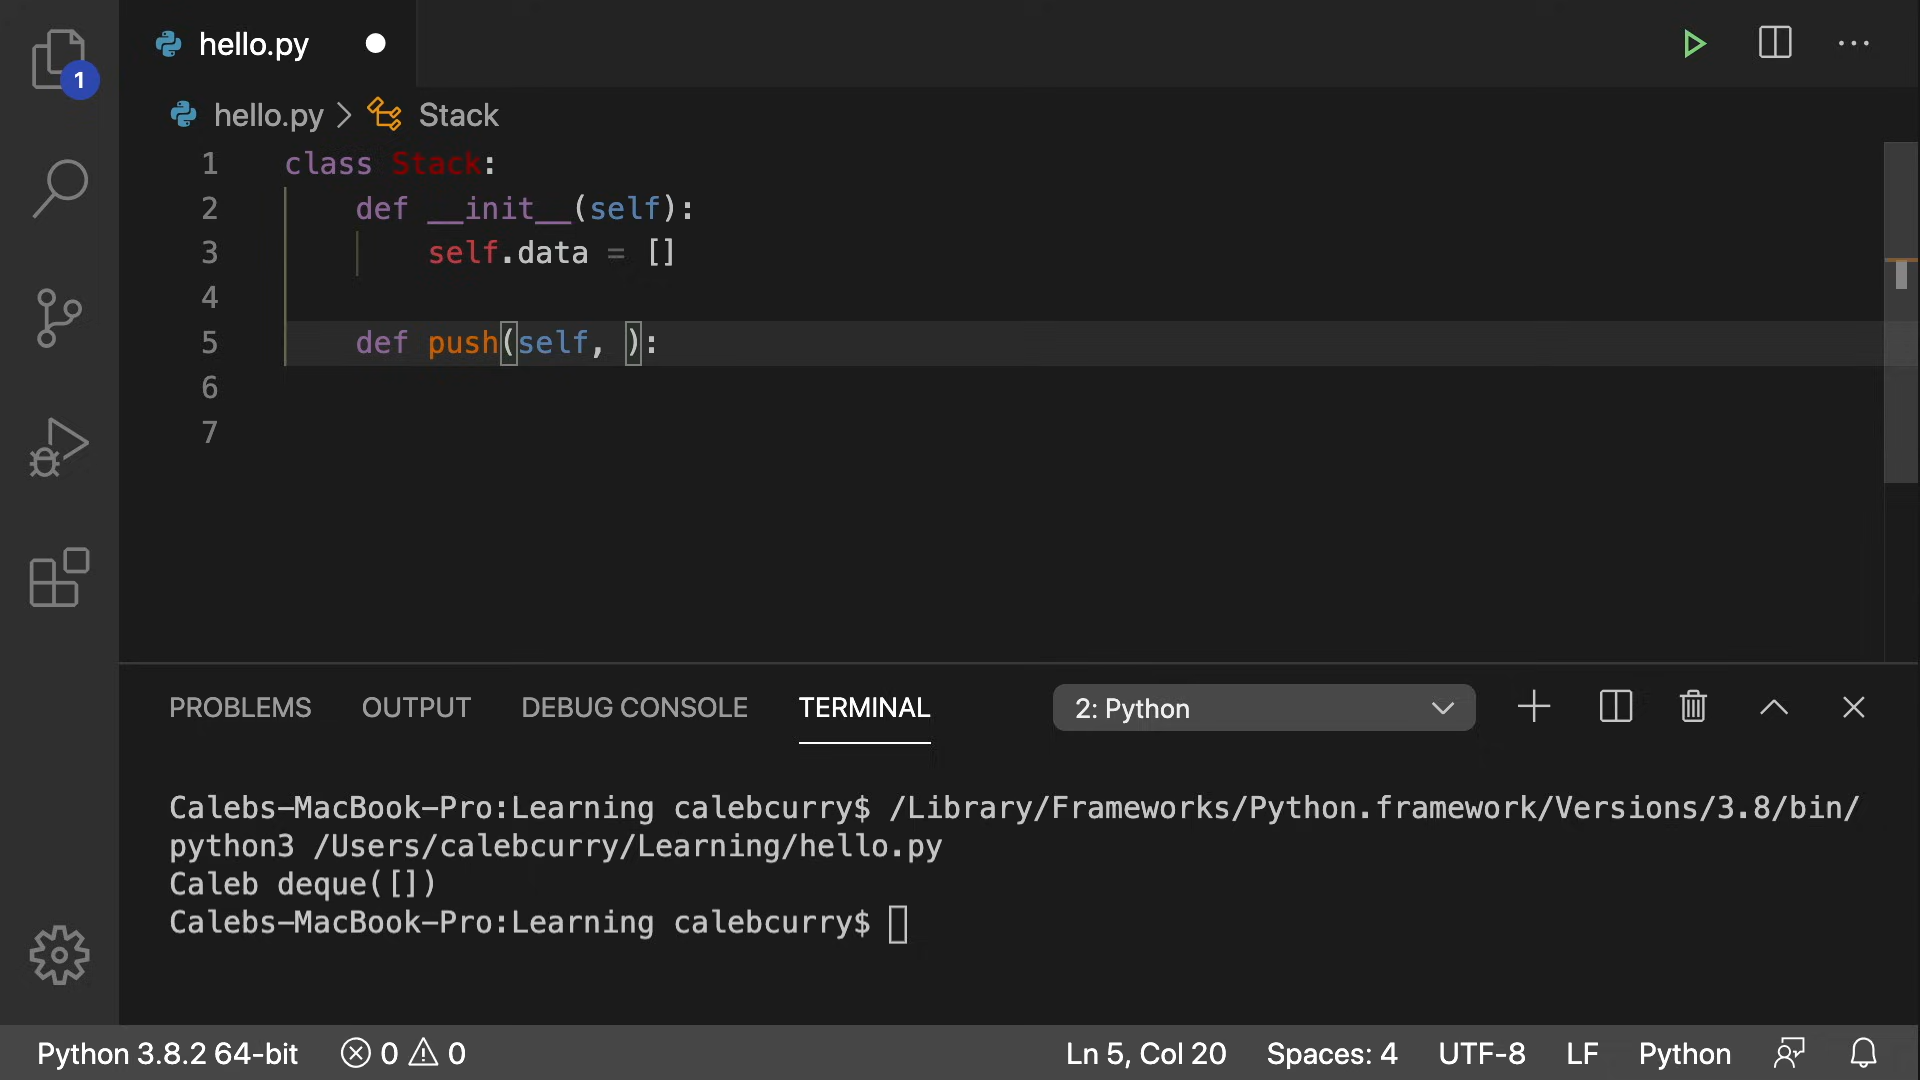 hello.py
1
hello.py > Stack
1 class Stack:
2 def __init__(self):
3 self.data = []
4
5 def push(self, ):
6
7
PROBLEMS OUTPUT DEBUG CONSOLE TERMINAL 2: Python
Calebs-MacBook-Pro:Learning calebcurry$ /Library/Frameworks/Python.framework/Versions/3.8/bin/
python3 /Users/calebcurry/Learning/hello.py
Caleb deque([])
Calebs-MacBook-Pro:Learning calebcurry$
Python 3.8.2 64-bit 0 0 Ln 5, Col 20 Spaces: 4 UTF-8 LF Python